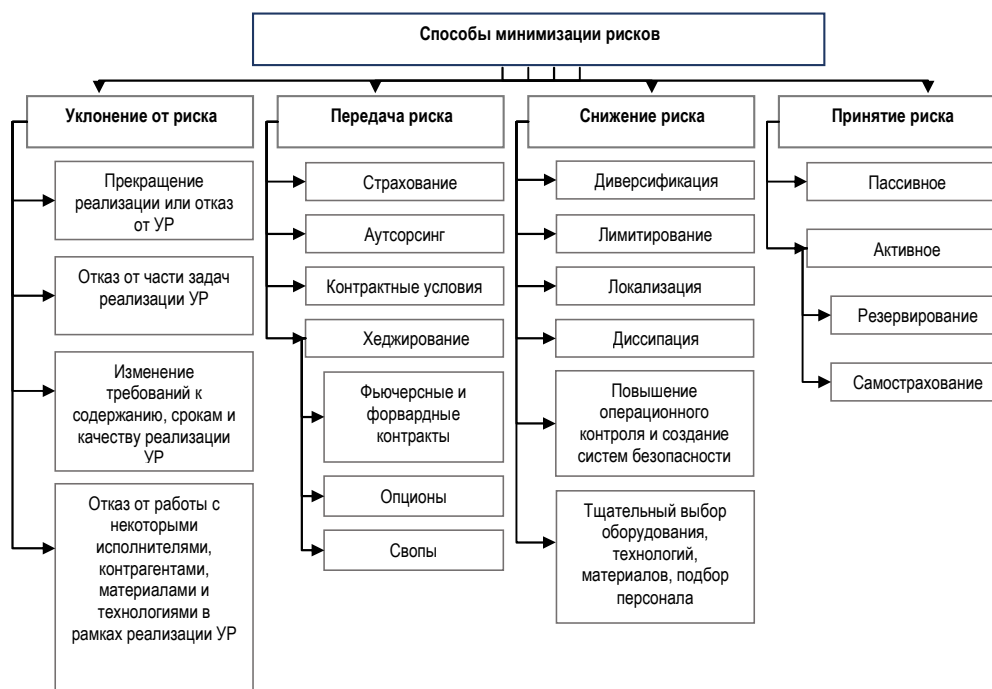 Способы минимизации рисков
Уклонение от риска
Прекращение
реализации или отказ
от УР
Отказ от части задач
реализации УР
Изменение
требований к
содержанию, срокам и
качеству реализации
УР
Отказ от работы с
некоторыми
исполнителями,
контрагентами,
материалами и
технологиями в
рамках реализации УР
Передача риска
Страхование
Аутсорсинг
Контрактные условия
Хеджирование
Фьючерсные и
форвардные
контракты
Опционы
Свопы
Снижение риска
Диверсификация
Лимитирование
Локализация
Диссипация
Повышение
операционного
контроля и создание
систем безопасности
Тщательный выбор
оборудования,
технологий,
материалов, подбор
персонала
Принятие риска
Пассивное
Активное
Резервирование
Самострахование